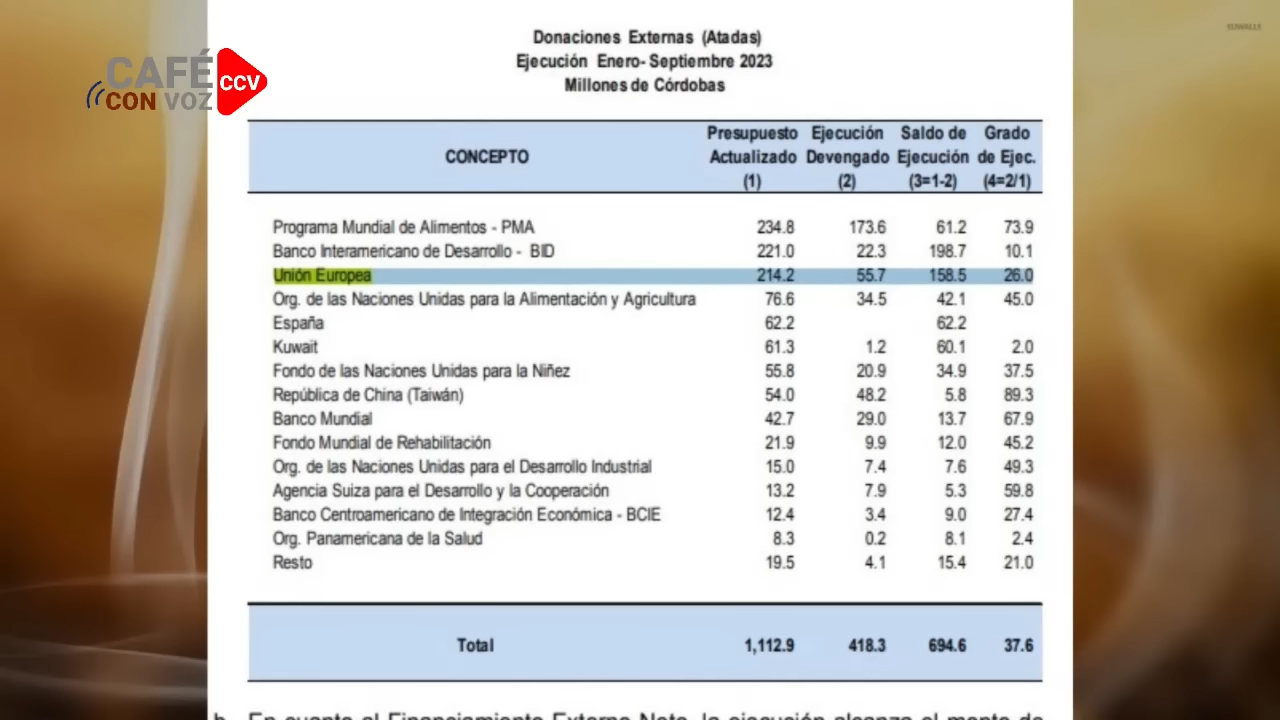 CAFÉ
CON VOZ
CCV
Donaciones Externas (Atadas)
Ejecución Enero- Septiembre 2023
Millones de Córdobas
CONCEPTO Presupuesto Actualizado (1) Ejecución Devengado (2) Saldo de Ejecución (3=1-2) Grado de Ejec. (4=2/1)
Programa Mundial de Alimentos - PMA 234.8 173.6 61.2 73.9
Banco Interamericano de Desarrollo - BID 221.0 22.3 198.7 10.1
Unión Europea 214.2 55.7 158.5 26.0
Org. de las Naciones Unidas para la Alimentación y Agricultura 76.6 34.5 42.1 45.0
España 62.2 62.2
Kuwait 61.3 1.2 60.1 2.0
Fondo de las Naciones Unidas para la Niñez 55.8 20.9 34.9 37.5
República de China (Taiwán) 54.0 48.2 5.8 89.3
Banco Mundial 42.7 29.0 13.7 67.9
Fondo Mundial de Rehabilitación 21.9 9.9 12.0 45.2
Org. de las Naciones Unidas para el Desarrollo Industrial 15.0 7.4 7.6 49.3
Agencia Suiza para el Desarrollo y la Cooperación 13.2 7.9 5.3 59.8
Banco Centroamericano de Integración Económica - BCIE 12.4 3.4 9.0 27.4
Org. Panamericana de la Salud 8.3 0.2 8.1 2.4
Resto 19.5 4.1 15.4 21.0
Total 1,112.9 418.3 694.6 37.6